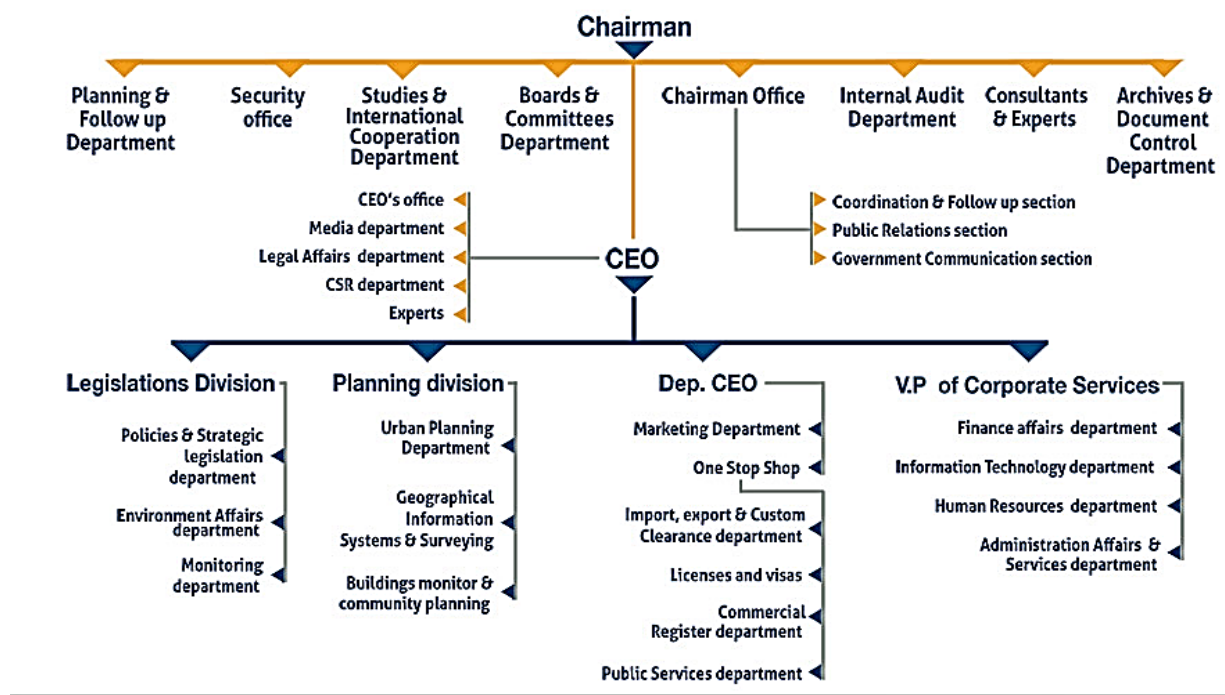 Chairman
Planning &
Follow up
Department
Security
office
Studies &
International
Cooperation
Department
Boards &
Committees
Department
Chairman Office
Internal Audit
Department
Consultants
& Experts
Archives &
Document
Control
Department
CEO's office
Media department
Legal Affairs department
CSR department
Experts
CEO
Coordination & Follow up section
Public Relations section
Government Communication section
Legislations Division
Policies & Strategic
legislation
department
Environment Affairs
department
Monitoring
department
Planning division
Urban Planning
Department
Geographical
Information
Systems & Surveying
Buildings monitor &
community planning
Dep. CEO
Marketing Department
One Stop Shop
Import, export & Custom
Clearance department
Licenses and visas
Commercial
Register department
Public Services department
V.P of Corporate Services
Finance affairs department
Information Technology department
Human Resources department
Administration Affairs &
Services department